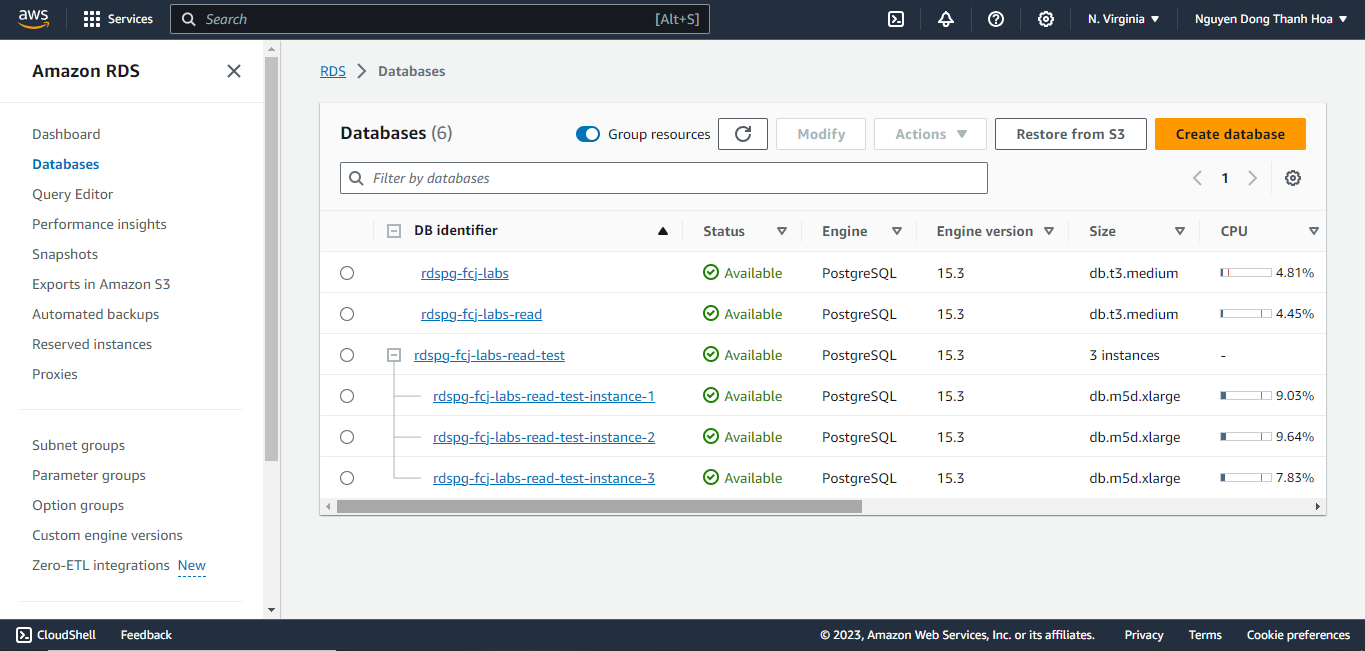 aws Services Search [Alt+S] N. Virginia Nguyen Dong Thanh Hoa
Amazon RDS
Dashboard
Databases
Query Editor
Performance insights
Snapshots
Exports in Amazon S3
Automated backups
Reserved instances
Proxies
Subnet groups
Parameter groups
Option groups
Custom engine versions
Zero-ETL integrations New
RDS Databases
Databases (6) Group resources Modify Actions Restore from S3 Create database
Filter by databases 1
DB identifier Status Engine Engine version Size CPU
rdspg-fcj-labs Available PostgreSQL 15.3 db.t3.medium 4.81%
rdspg-fcj-labs-read Available PostgreSQL 15.3 db.t3.medium 4.45%
rdspg-fcj-labs-read-test Available PostgreSQL 15.3 3 instances -
rdspg-fcj-labs-read-test-instance-1 Available PostgreSQL 15.3 db.m5d.xlarge 9.03%
rdspg-fcj-labs-read-test-instance-2 Available PostgreSQL 15.3 db.m5d.xlarge 9.64%
rdspg-fcj-labs-read-test-instance-3 Available PostgreSQL 15.3 db.m5d.xlarge 7.83%
CloudShell Feedback © 2023, Amazon Web Services, Inc. or its affiliates. Privacy Terms Cookie preferences